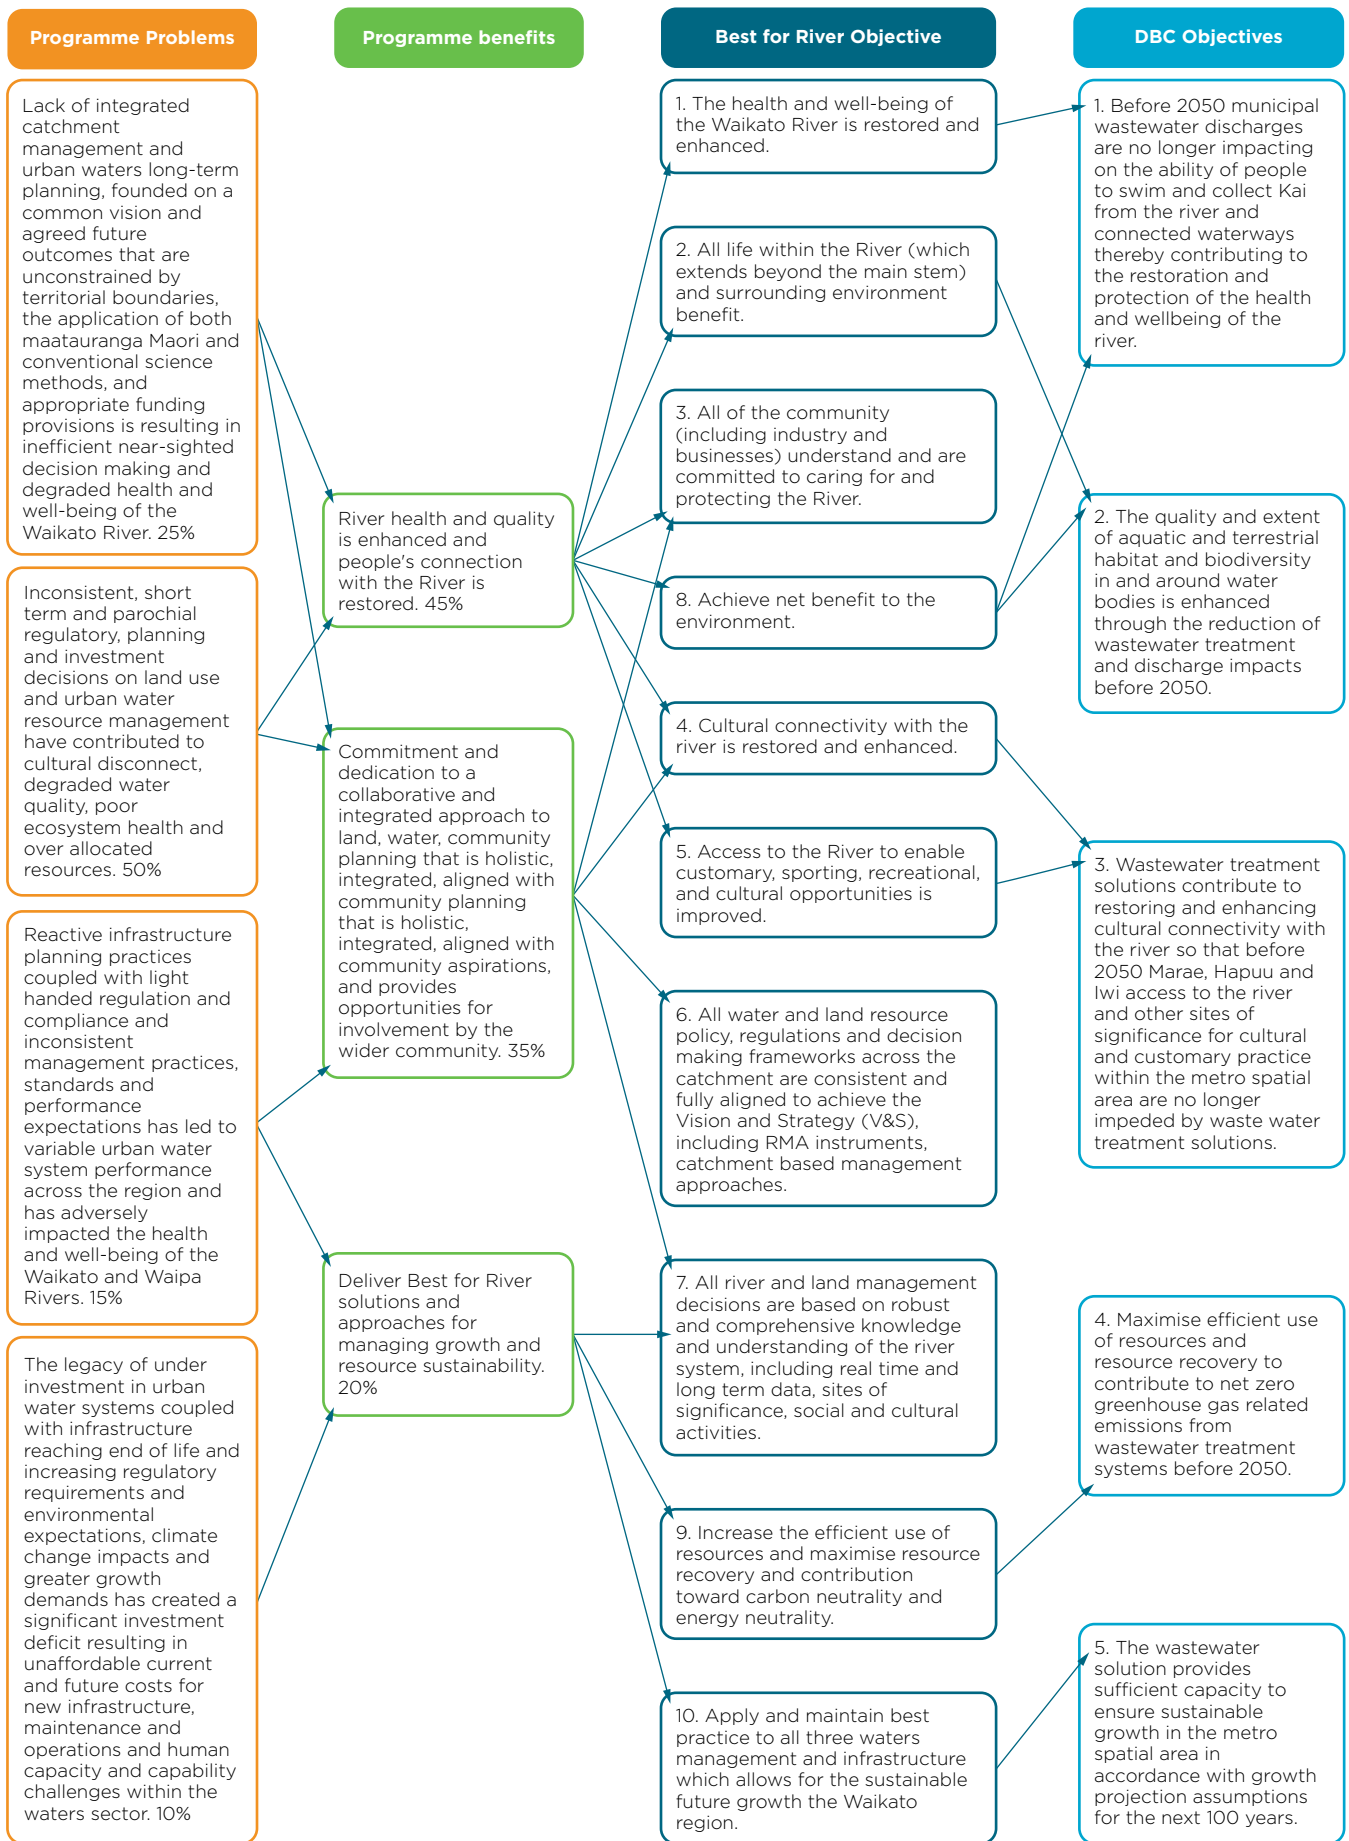 Programme Problems
Programme benefits
Best for River Objective
DBC Objectives
Lack of integrated
catchment
management and
urban waters long-term
planning, founded on a
common vision and
agreed future
outcomes that are
unconstrained by
territorial boundaries,
the application of both
maatauranga Maori and
conventional science
methods, and
appropriate funding
provisions is resulting in
inefficient near-sighted
decision making and
degraded health and
well-being of the
Waikato River. 25%
Inconsistent, short
term and parochial
regulatory, planning
and investment
decisions on land use
and urban water
resource management
have contributed to
cultural disconnect,
degraded water
quality, poor
ecosystem health and
over allocated
resources. 50%
Reactive infrastructure
planning practices
coupled with light
handed regulation and
compliance and
inconsistent
management practices,
standards and
performance
expectations has led to
variable urban water
system performance
across the region and
has adversely
impacted the health
and well-being of the
Waikato and Waipa
Rivers. 15%
The legacy of under
investment in urban
water systems coupled
with infrastructure
reaching end of life and
increasing regulatory
requirements and
environmental
expectations, climate
change impacts and
greater growth
demands has created a
significant investment
deficit resulting in
unaffordable current
and future costs for
new infrastructure,
maintenance and
operations and human
capacity and capability
challenges within the
waters sector. 10%
River health and quality
is enhanced and
people's connection
with the River is
restored. 45%
Commitment and
dedication to a
collaborative and
integrated approach to
land, water, community
planning that is holistic,
integrated, aligned with
community planning
that is holistic,
integrated, aligned with
community aspirations,
and provides
opportunities for
involvement by the
wider community. 35%
Deliver Best for River
solutions and
approaches for
managing growth and
resource sustainability.
20%
1. The health and well-being of
the Waikato River is restored and
enhanced.
2. All life within the River (which
extends beyond the main stem)
and surrounding environment
benefit.
3. All of the community
(including industry and
businesses) understand and are
committed to caring for and
protecting the River.
8. Achieve net benefit to the
environment.
4. Cultural connectivity with the
river is restored and enhanced.
5. Access to the River to enable
customary, sporting, recreational,
and cultural opportunities is
improved.
6. All water and land resource
policy, regulations and decision
making frameworks across the
catchment are consistent and
fully aligned to achieve the
Vision and Strategy (V&S),
including RMA instruments,
catchment based management
approaches.
7. All river and land management
decisions are based on robust
and comprehensive knowledge
and understanding of the river
system, including real time and
long term data, sites of
significance, social and cultural
activities.
9. Increase the efficient use of
resources and maximise resource
recovery and contribution
toward carbon neutrality and
energy neutrality.
10. Apply and maintain best
practice to all three waters
management and infrastructure
which allows for the sustainable
future growth the Waikato
region.
1. Before 2050 municipal
wastewater discharges
are no longer impacting
on the ability of people
to swim and collect Kai
from the river and
connected waterways
thereby contributing to
the restoration and
protection of the health
and wellbeing of the
river.
2. The quality and extent
of aquatic and terrestrial
habitat and biodiversity
in and around water
bodies is enhanced
through the reduction of
wastewater treatment
and discharge impacts
before 2050.
3. Wastewater treatment
solutions contribute to
restoring and enhancing
cultural connectivity with
the river so that before
2050 Marae, Hapuu and
Iwi access to the river
and other sites of
significance for cultural
and customary practice
within the metro spatial
area are no longer
impeded by waste water
treatment solutions.
4. Maximise efficient use
of resources and
resource recovery to
contribute to net zero
greenhouse gas related
emissions from
wastewater treatment
systems before 2050.
5. The wastewater
solution provides
sufficient capacity to
ensure sustainable
growth in the metro
spatial area in
accordance with growth
projection assumptions
for the next 100 years.